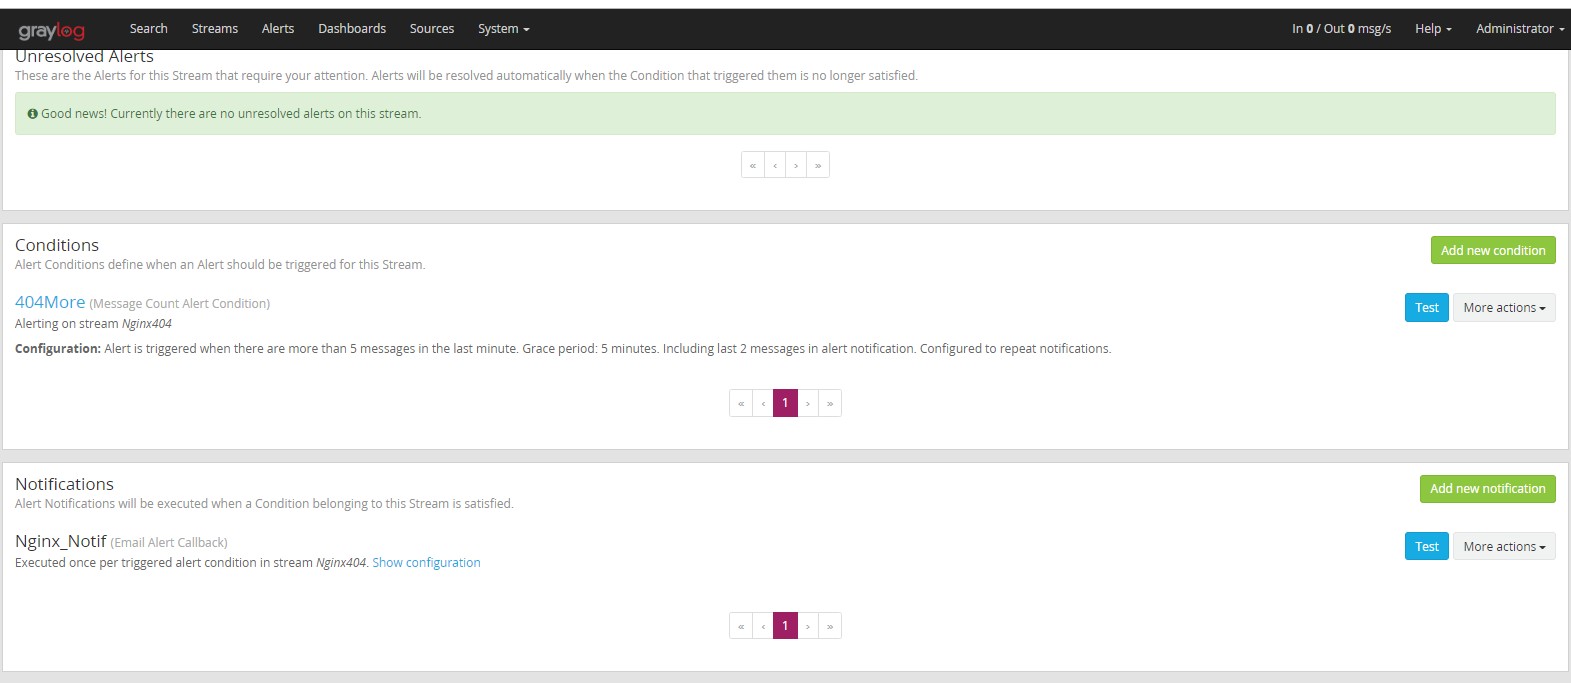 graylog Search Streams Alerts Dashboards Sources System In 0 / Out 0 msg/s Help Administrator
Unresolved Alerts
These are the Alerts for this Stream that require your attention. Alerts will be resolved automatically when the Condition that triggered them is no longer satisfied.
Good news! Currently there are no unresolved alerts on this stream.
« ‹ › »
Conditions
Add new condition
Alert Conditions define when an Alert should be triggered for this Stream.
404More (Message Count Alert Condition)
Test More actions
Alerting on stream Nginx404
Configuration: Alert is triggered when there are more than 5 messages in the last minute. Grace period: 5 minutes. Including last 2 messages in alert notification. Configured to repeat notifications.
« ‹ 1 › »
Notifications
Add new notification
Alert Notifications will be executed when a Condition belonging to this Stream is satisfied.
Nginx_Notif (Email Alert Callback)
Test More actions
Executed once per triggered alert condition in stream Nginx404. Show configuration
« ‹ 1 › »